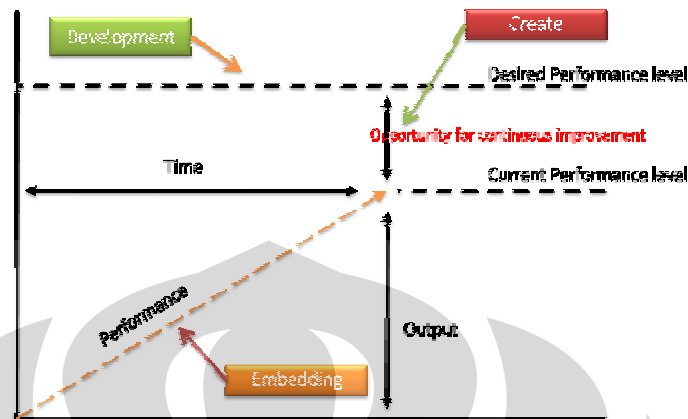 Create
Development
Desired Performance level
Opportunity for continuous improvement
Time
Current Performance level
Performance
Output
Embedding